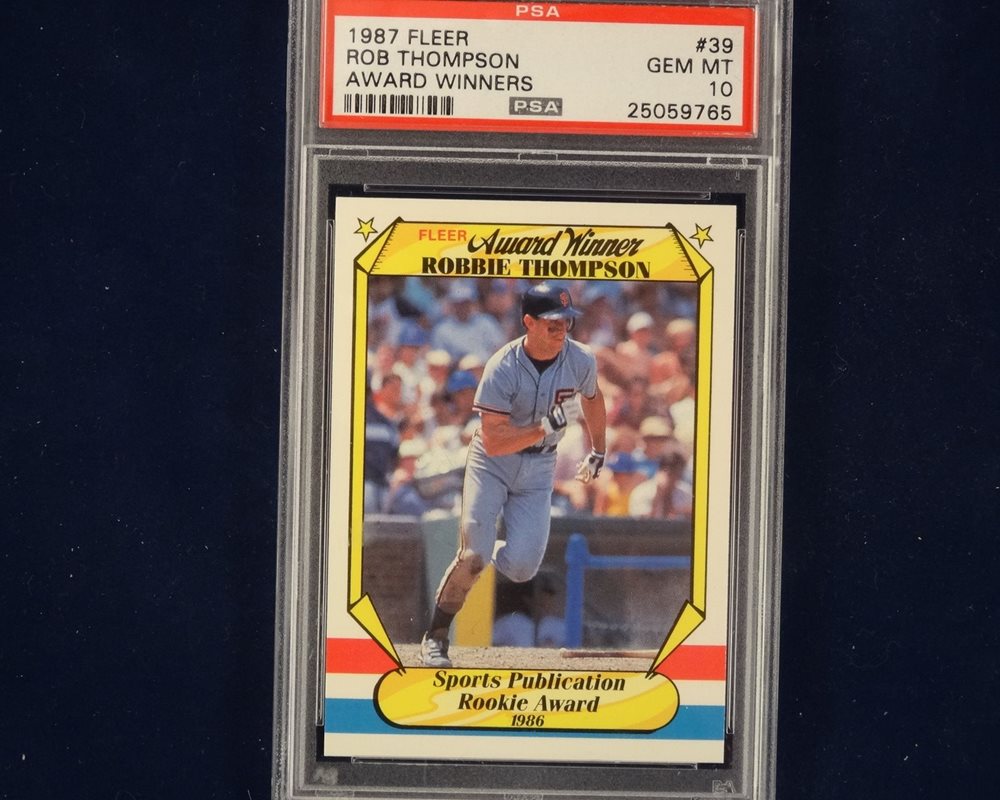 PSA
1987 FLEER #39
ROB THOMPSON GEM MT
AWARD WINNERS 10
PSA 25059765
FLEER Award Winner
ROBBIE THOMPSON
Sports Publication
Rookie Award
1986